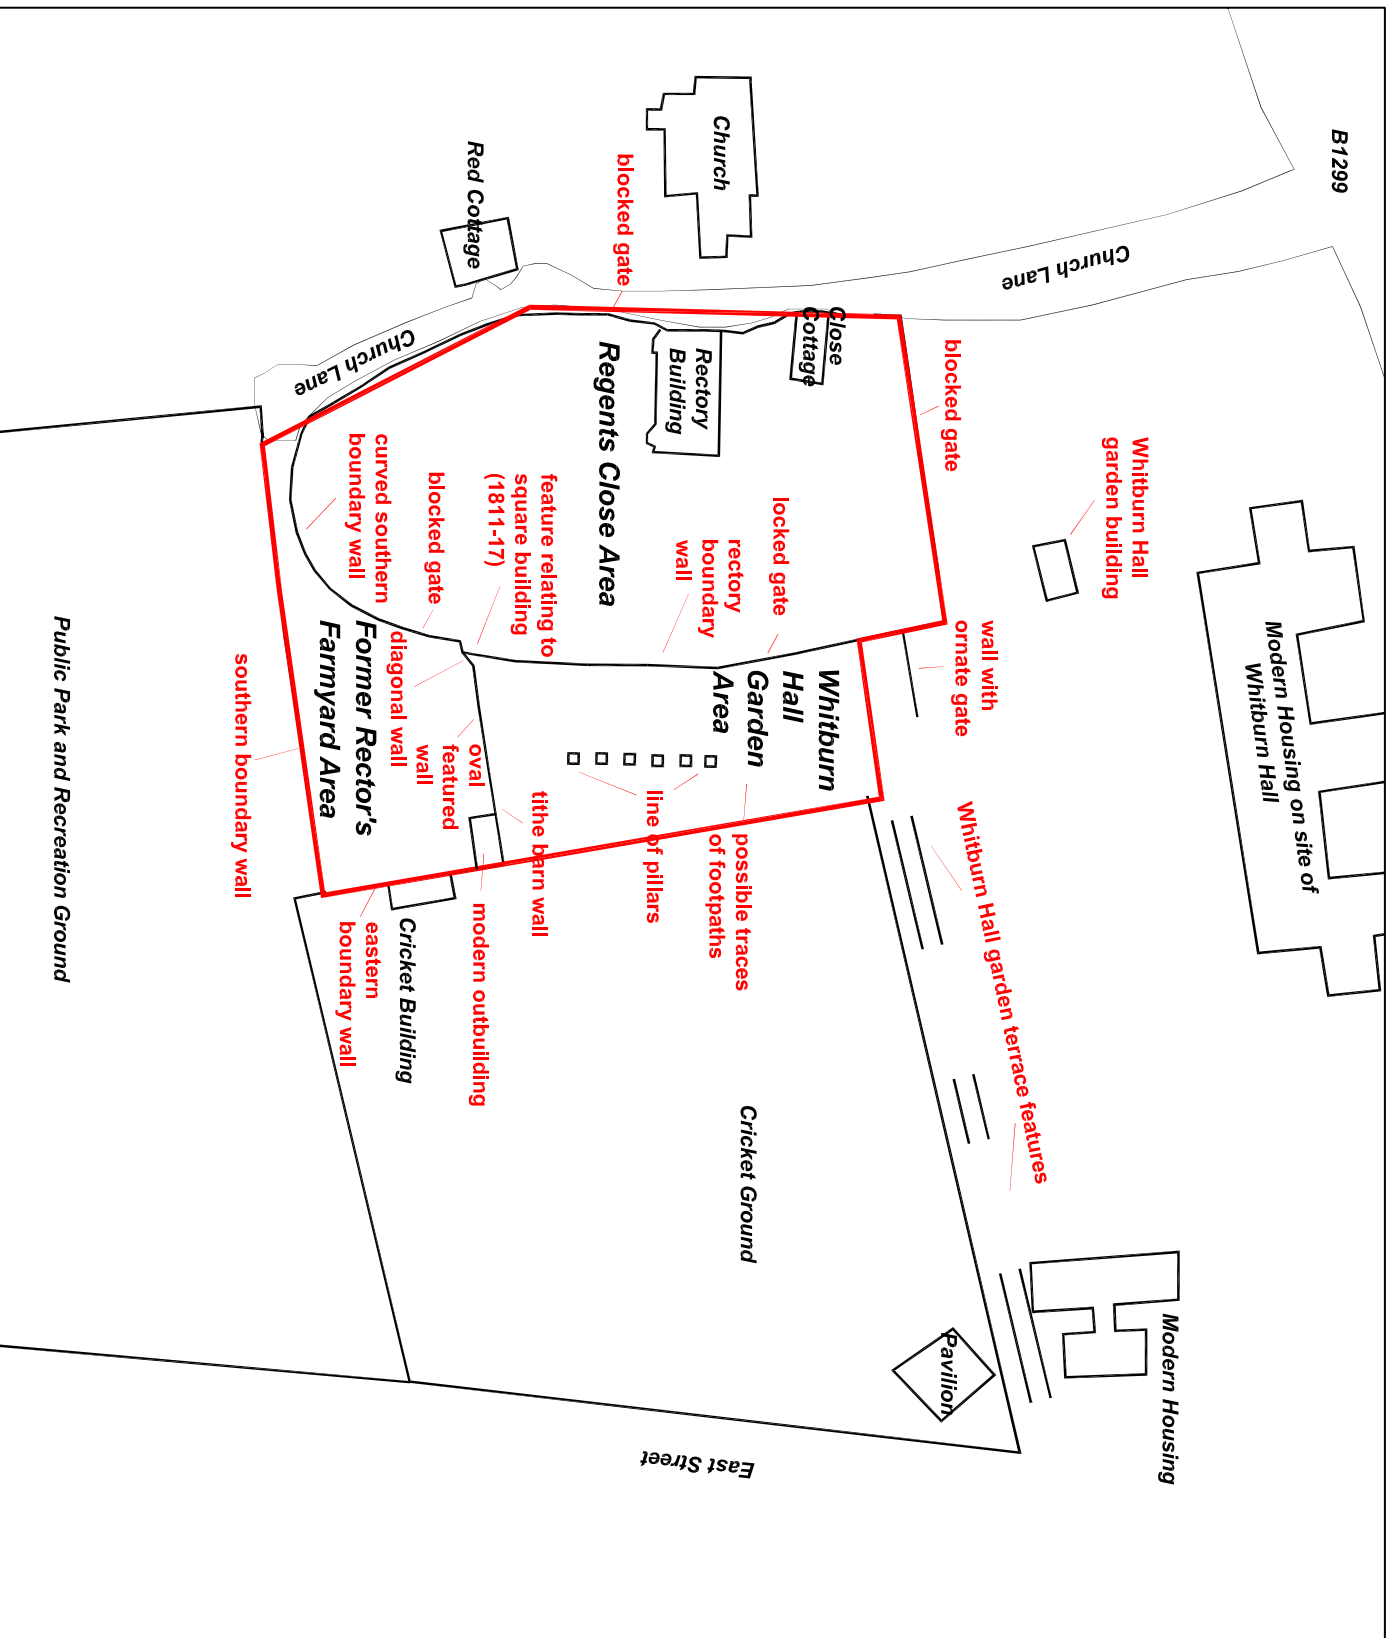 B1299
Church Lane
Church
blocked gate
Red Cottage
Church Lane
Close
Cottage
Rectory
Building
Regents Close Area
blocked gate
Whitburn Hall
garden building
Modern Housing on site of
Whitburn Hall
wall with
ornate gate
locked gate
rectory
boundary
wall
feature relating to
square building
(1811-17)
blocked gate
curved southern
boundary wall
Whitburn
Hall
Garden
Area
diagonal wall
Former Rector's
Farmyard Area
oval
featured
wall
southern boundary wall
Public Park and Recreation Ground
tithe barn wall
line of pillars
possible traces
of footpaths
Whitburn Hall garden terrace features
modern outbuilding
Cricket Building
eastern
boundary wall
Cricket Ground
Pavilion
Modern Housing
East Street